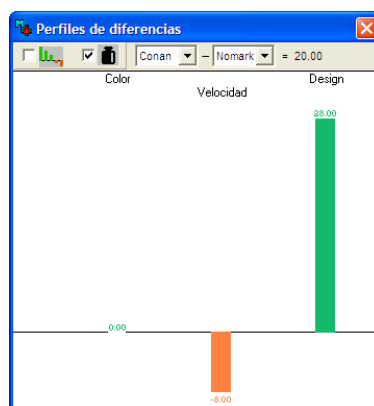 Perfiles de diferencias
Conan – Nomark = 20.00
Color Design
Velocidad
28.00
0.00
-8.00